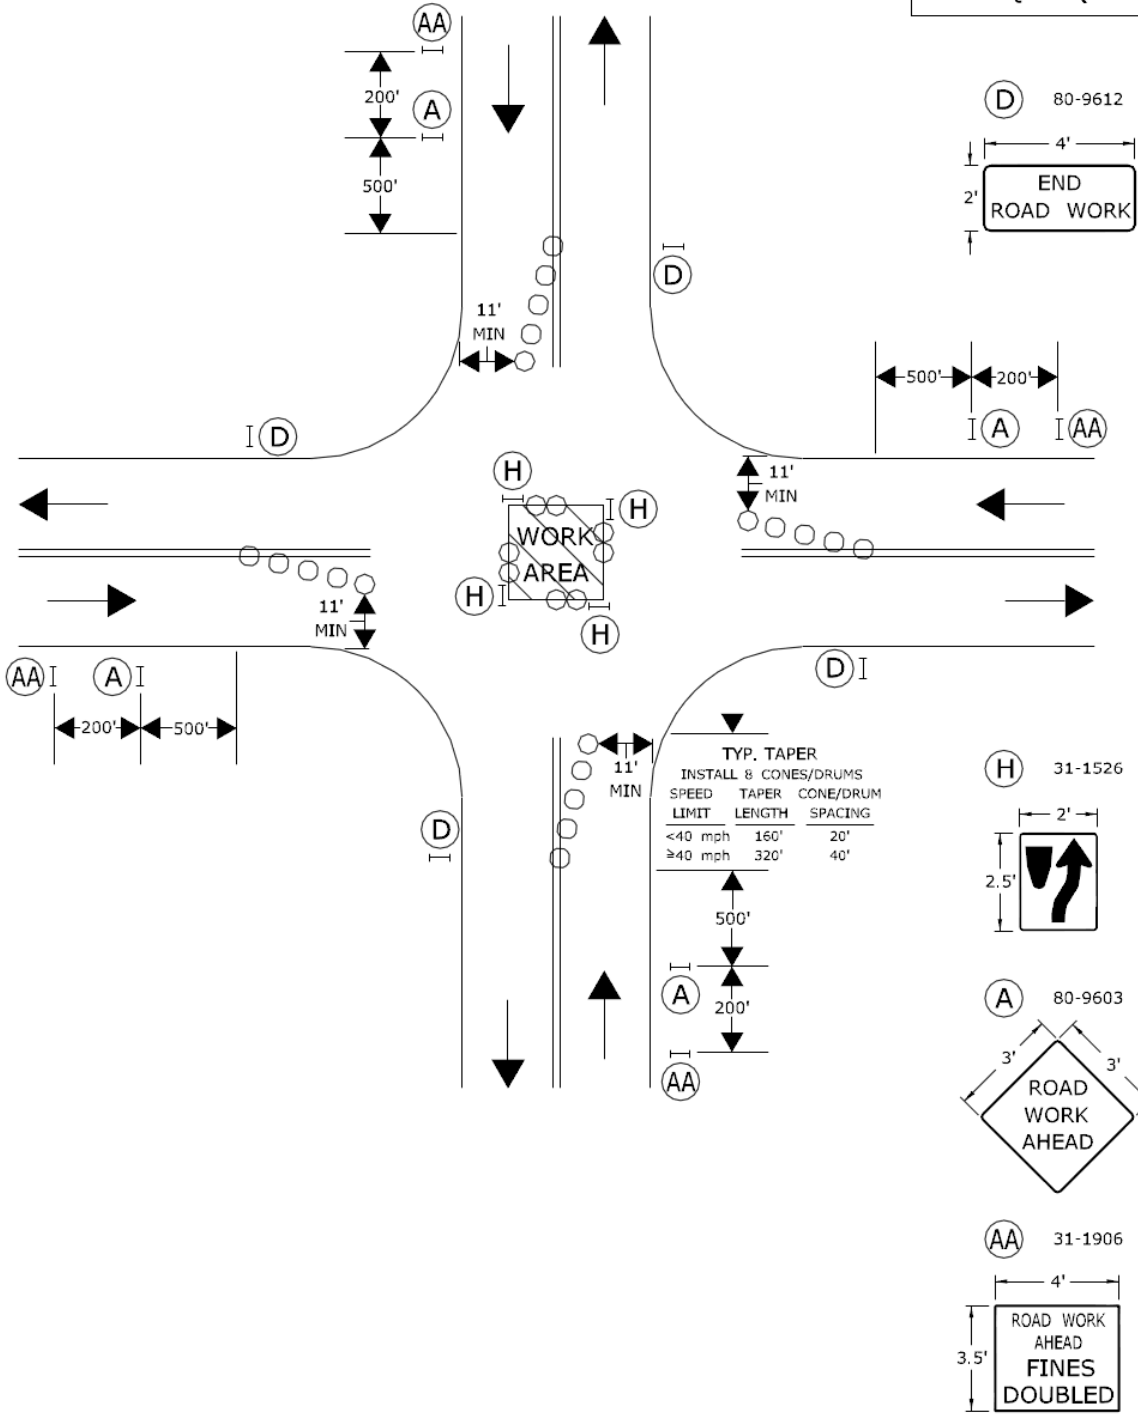 AA
200'
A
500'
D 80-9612
4'
2'
END
ROAD WORK
D
11'
MIN
500' 200'
A AA
D
H
11'
MIN
H
WORK
AREA
H
H
11'
MIN
AA A
200' 500'
D
TYP. TAPER
INSTALL 8 CONES/DRUMS
SPEED TAPER CONE/DRUM
LIMIT LENGTH SPACING
<40 mph 160' 20'
≥40 mph 320' 40'
11'
MIN
D
500'
A
200'
AA
H 31-1526
2'
2.5'
A 80-9603
3' 3'
ROAD
WORK
AHEAD
AA 31-1906
4'
3.5'
ROAD WORK
AHEAD
FINES
DOUBLED